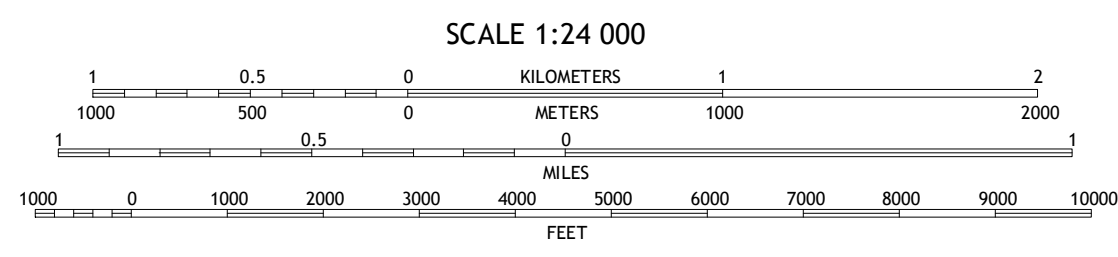 SCALE 1:24 000
1 0.5 0 KILOMETERS 1 2
1000 500 0 METERS 1000 2000
1 0.5 0 1
MILES
1000 0 1000 2000 3000 4000 5000 6000 7000 8000 9000 10000
FEET